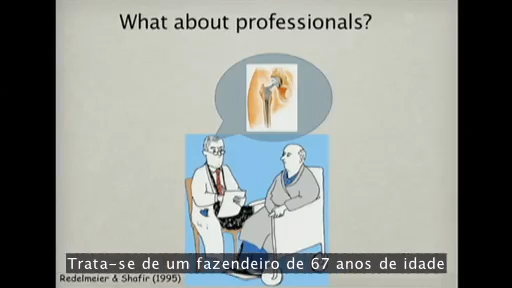 What about professionals?
Trata-se de um fazendeiro de 67 anos de idade
Redelmeier & Shafir (1995)